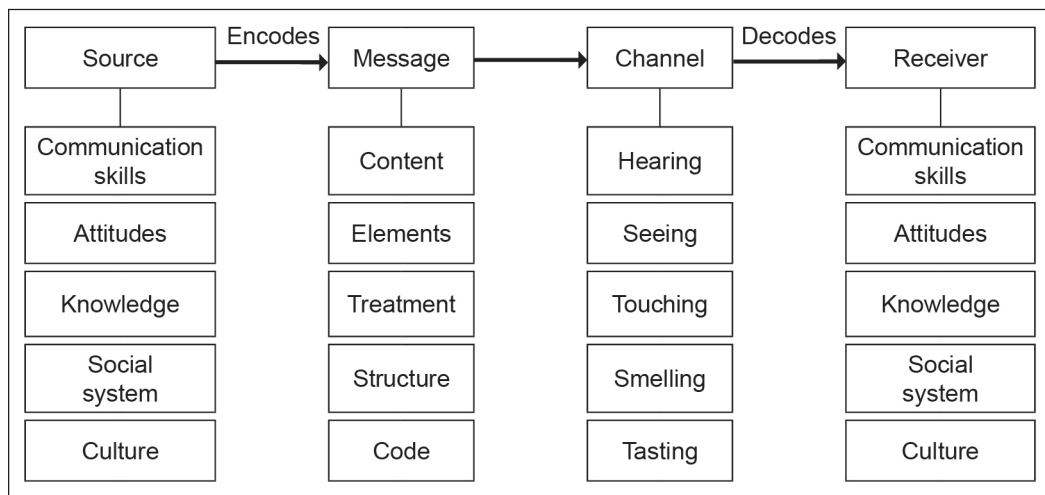 Encodes
Decodes
Source
Message
Channel
Receiver
Communication
skills
Content
Hearing
Communication
skills
Attitudes
Elements
Seeing
Attitudes
Knowledge
Treatment
Touching
Knowledge
Social
system
Structure
Smelling
Social
system
Culture
Code
Tasting
Culture